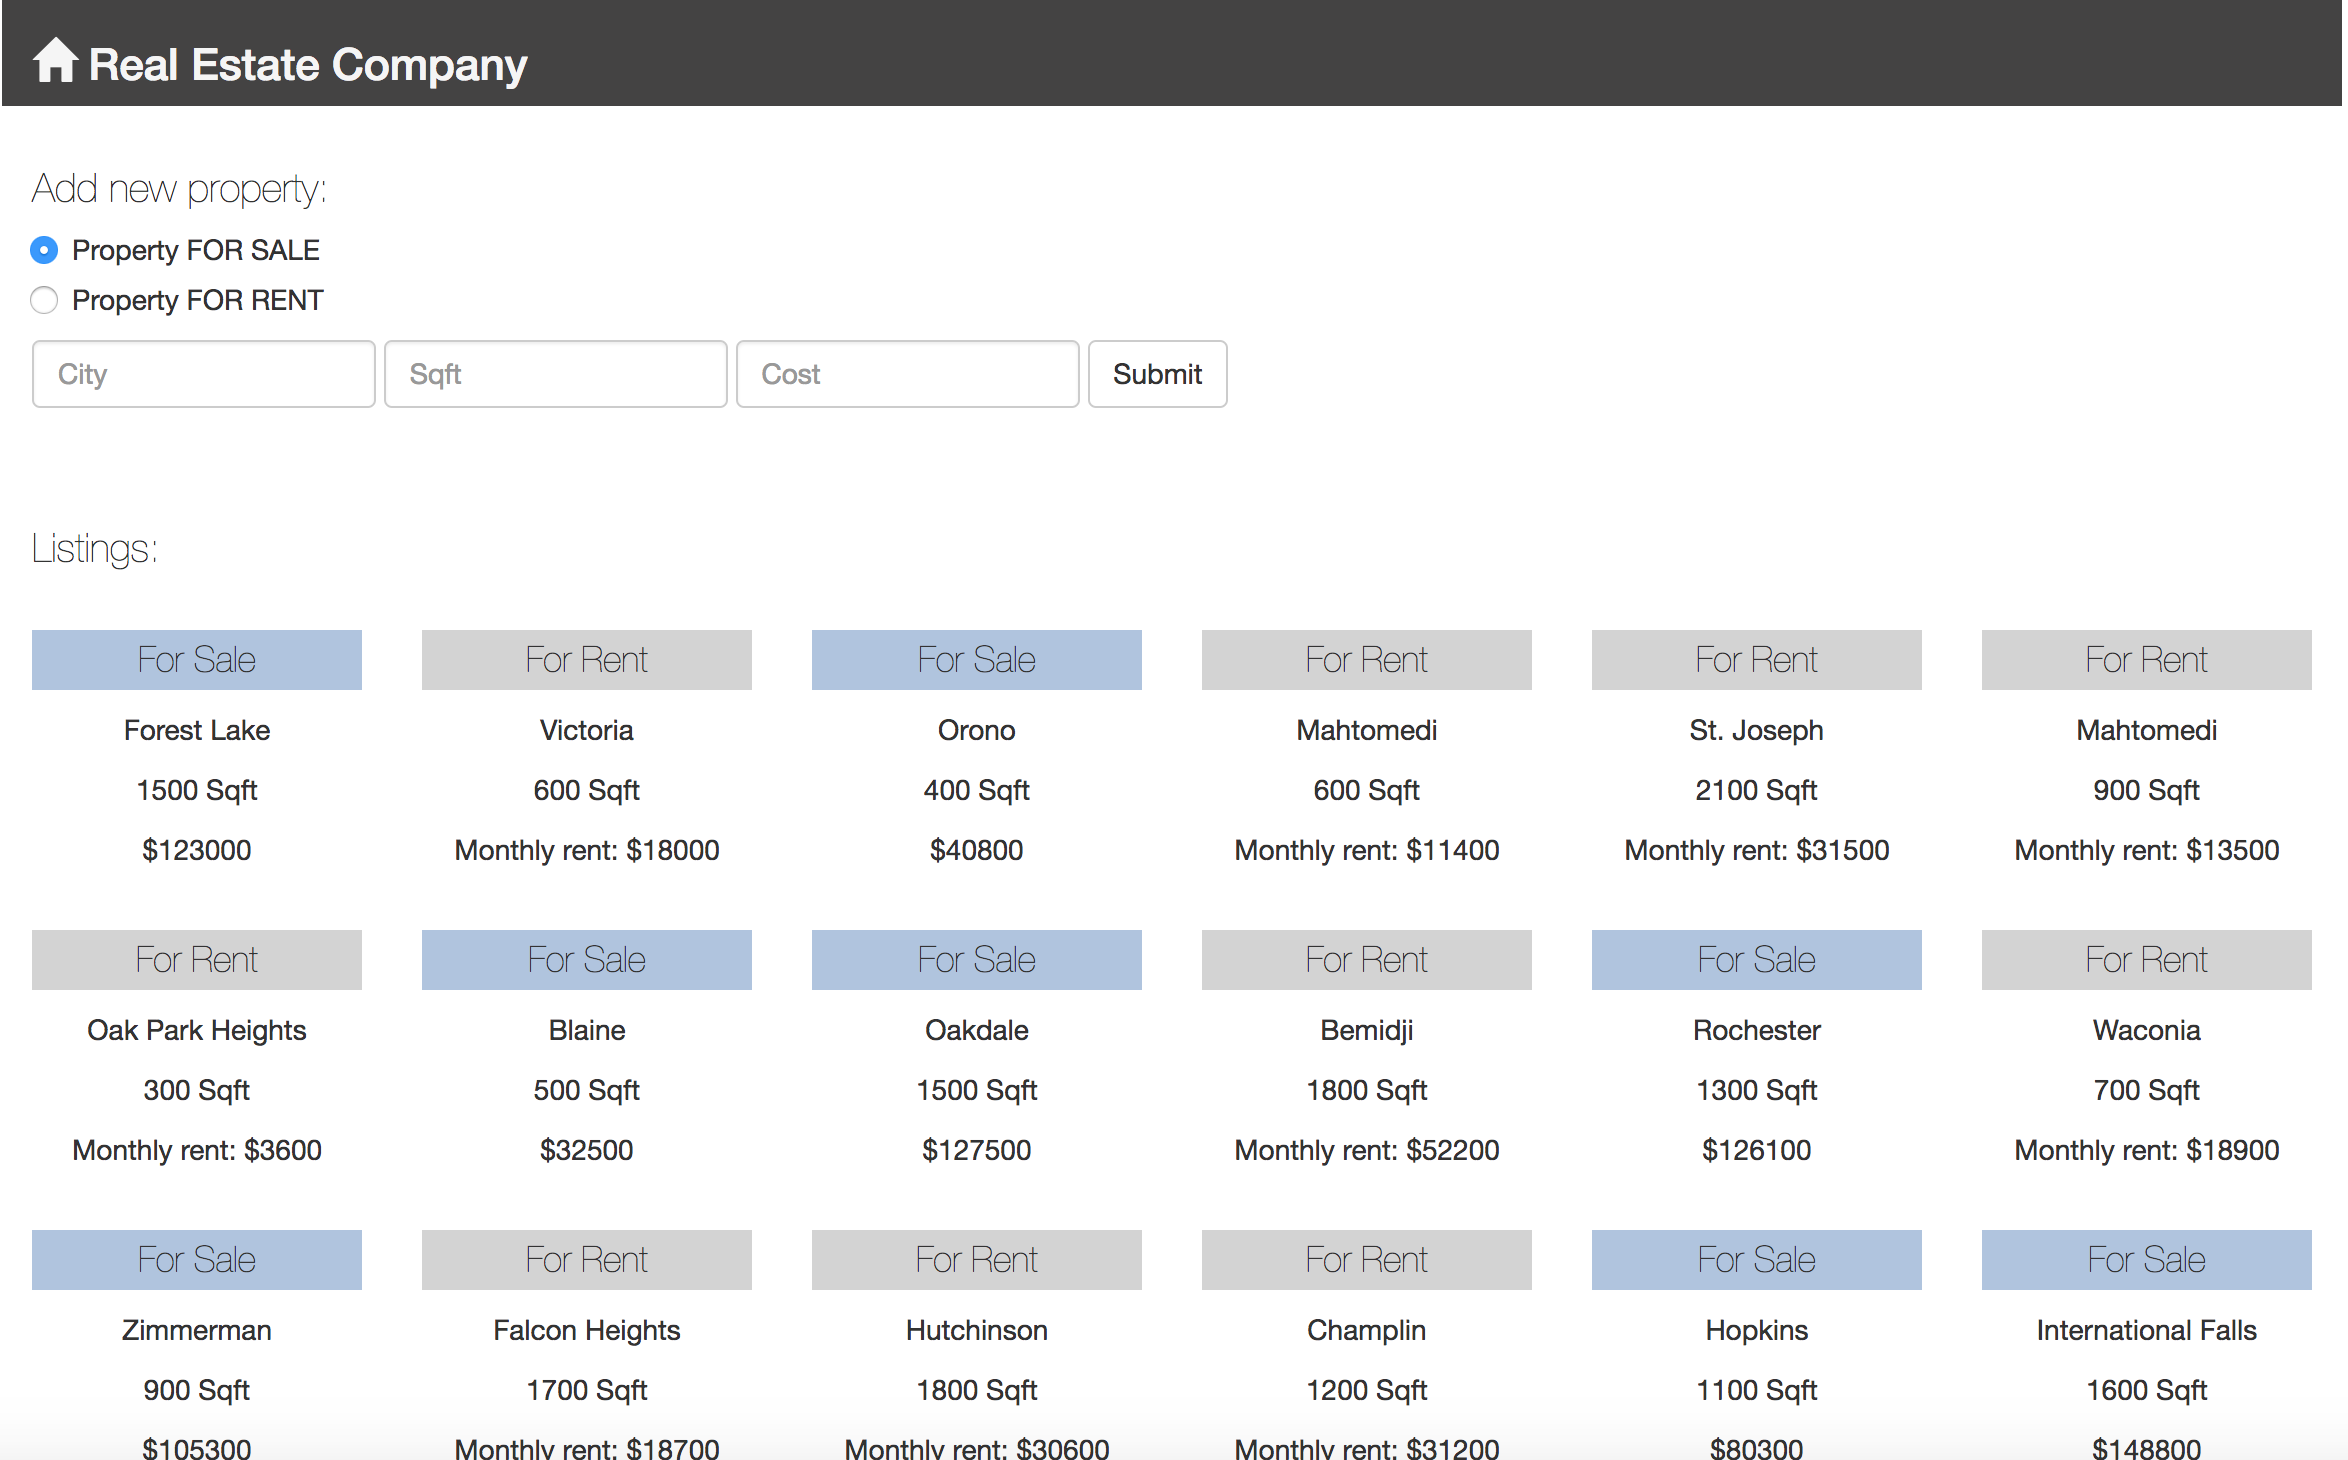 Real Estate Company
Add new property:
Property FOR SALE
Property FOR RENT
City Sqft Cost Submit
Listings:
For Sale For Rent For Sale For Rent For Rent For Rent
Forest Lake Victoria Orono Mahtomedi St. Joseph Mahtomedi
1500 Sqft 600 Sqft 400 Sqft 600 Sqft 2100 Sqft 900 Sqft
$123000 Monthly rent: $18000 $40800 Monthly rent: $11400 Monthly rent: $31500 Monthly rent: $13500
For Rent For Sale For Sale For Rent For Sale For Rent
Oak Park Heights Blaine Oakdale Bemidji Rochester Waconia
300 Sqft 500 Sqft 1500 Sqft 1800 Sqft 1300 Sqft 700 Sqft
Monthly rent: $3600 $32500 $127500 Monthly rent: $52200 $126100 Monthly rent: $18900
For Sale For Rent For Rent For Rent For Sale For Sale
Zimmerman Falcon Heights Hutchinson Champlin Hopkins International Falls
900 Sqft 1700 Sqft 1800 Sqft 1200 Sqft 1100 Sqft 1600 Sqft
$105300 Monthly rent: $18700 Monthly rent: $30600 Monthly rent: $31200 $80300 $148800